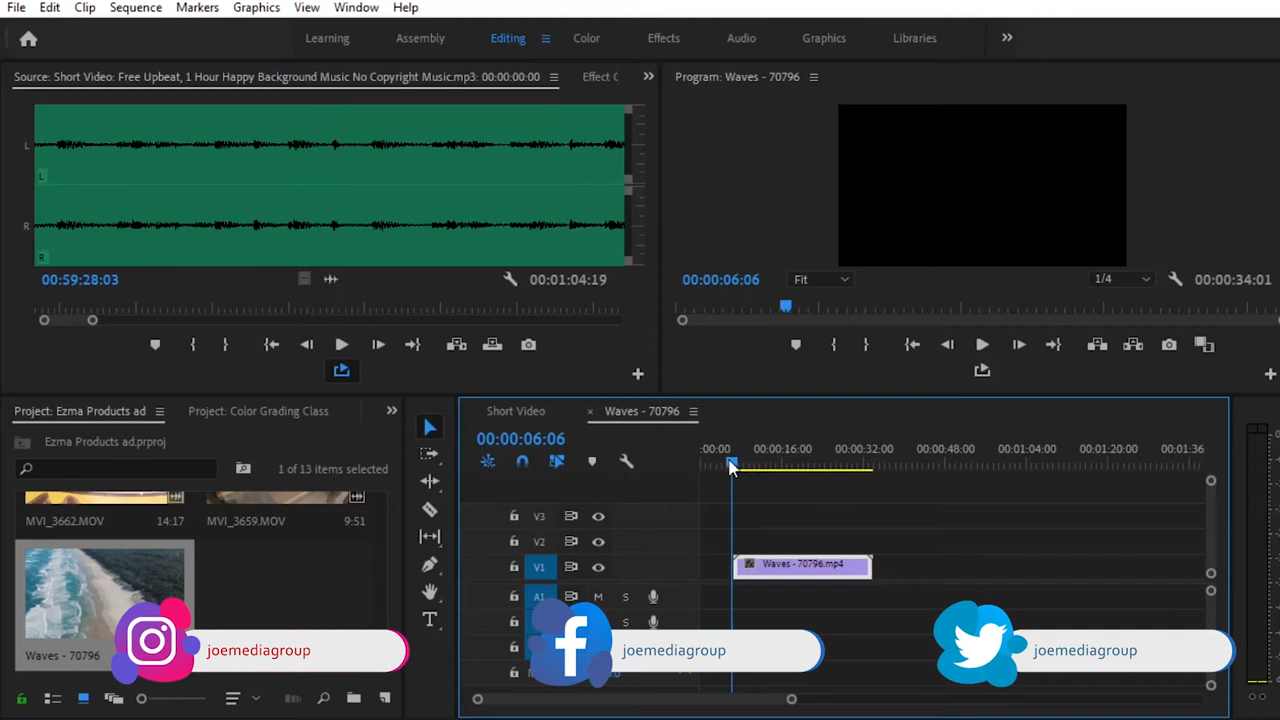 File Edit Clip Sequence Markers Graphics View Window Help
Learning Assembly Editing Color Effects Audio Graphics Libraries
Source: Short Video: Free Upbeat, 1 Hour Happy Background Music No Copyright Music.mp3: 00:00:00:00
Effect C
Program: Waves - 70796
L
L
R
R
00:59:28:03
00:01:04:19
00:00:06:06
Fit
1/4
00:00:34:01
Project: Ezma Products ad
Project: Color Grading Class
Ezma Products ad.prproj
1 of 13 items selected
MVI_3662.MOV 14:17
MVI_3659.MOV 9:51
Waves - 70796
Short Video
× Waves - 70796
00:00:06:06
:00:00 00:00:16:00 00:00:32:00 00:00:48:00 00:01:04:00 00:01:20:00 00:01:36
V3
V2
V1
fx Waves - 70796.mp4
A1 M S
S
T
joemediagroup
f joemediagroup
joemediagroup